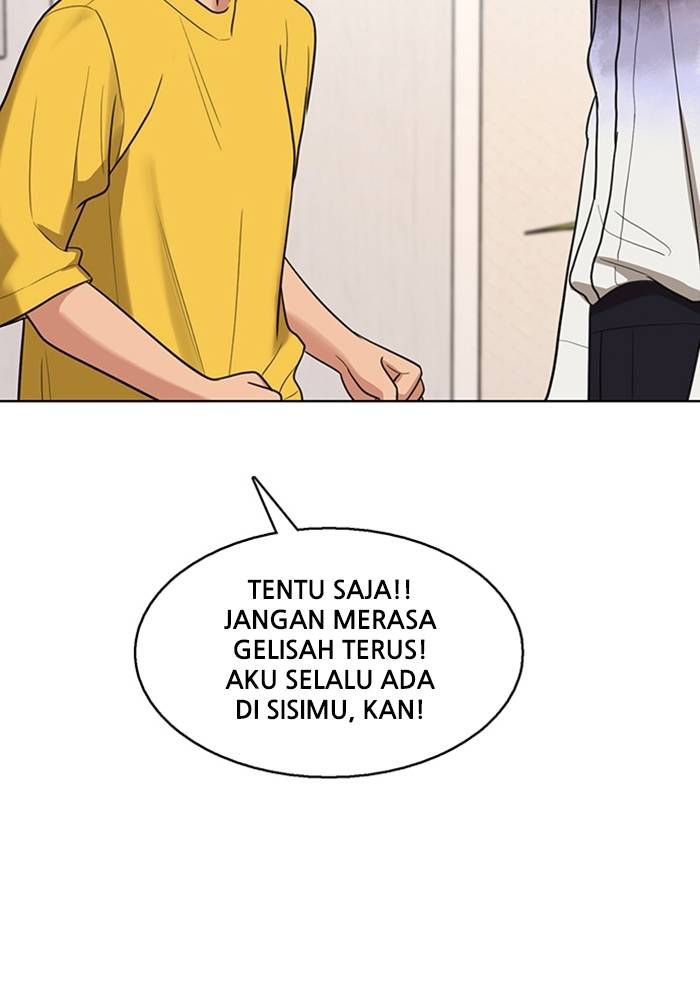 TENTU SAJA!!
JANGAN MERASA
GELISAH TERUS!
AKU SELALU ADA
DI SISIMU, KAN!